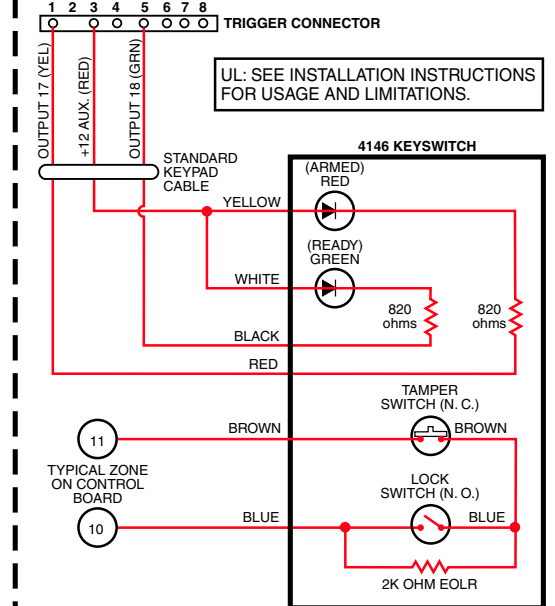 1 2 3 4 5 6 7 8
TRIGGER CONNECTOR
OUTPUT 17 (YEL)
+12 AUX. (RED)
OUTPUT 18 (GRN)
UL: SEE INSTALLATION INSTRUCTIONS
FOR USAGE AND LIMITATIONS.
STANDARD
KEYPAD
CABLE
4146 KEYSWITCH
(ARMED)
RED
YELLOW
(READY)
GREEN
WHITE
820
ohms
820
ohms
BLACK
RED
TAMPER
SWITCH (N. C.)
11
BROWN
BROWN
TYPICAL ZONE
ON CONTROL
BOARD
LOCK
SWITCH (N. O.)
10
BLUE
BLUE
2K OHM EOLR